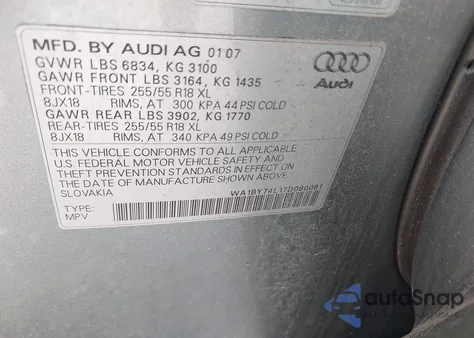 MFD. BY AUDI AG 01 07
GVWR LBS 6834, KG 3100
GAWR FRONT LBS 3164, KG 1435
FRONT-TIRES 255/55 R18 XL
8JX18 RIMS, AT 300 KPA 44 PSI COLD
GAWR REAR LBS 3902, KG 1770
REAR-TIRES 255/55 R18 XL
8JX18 RIMS, AT 340 KPA 49 PSI COLD
Audi
THIS VEHICLE CONFORMS TO ALL APPLICABLE
U.S. FEDERAL MOTOR VEHICLE SAFETY AND
THEFT PREVENTION STANDARDS IN EFFECT ON
THE DATE OF MANUFACTURE SHOWN ABOVE.
SLOVAKIA
WA1BY74L17D080081
TYPE:
MPV
autoSnap